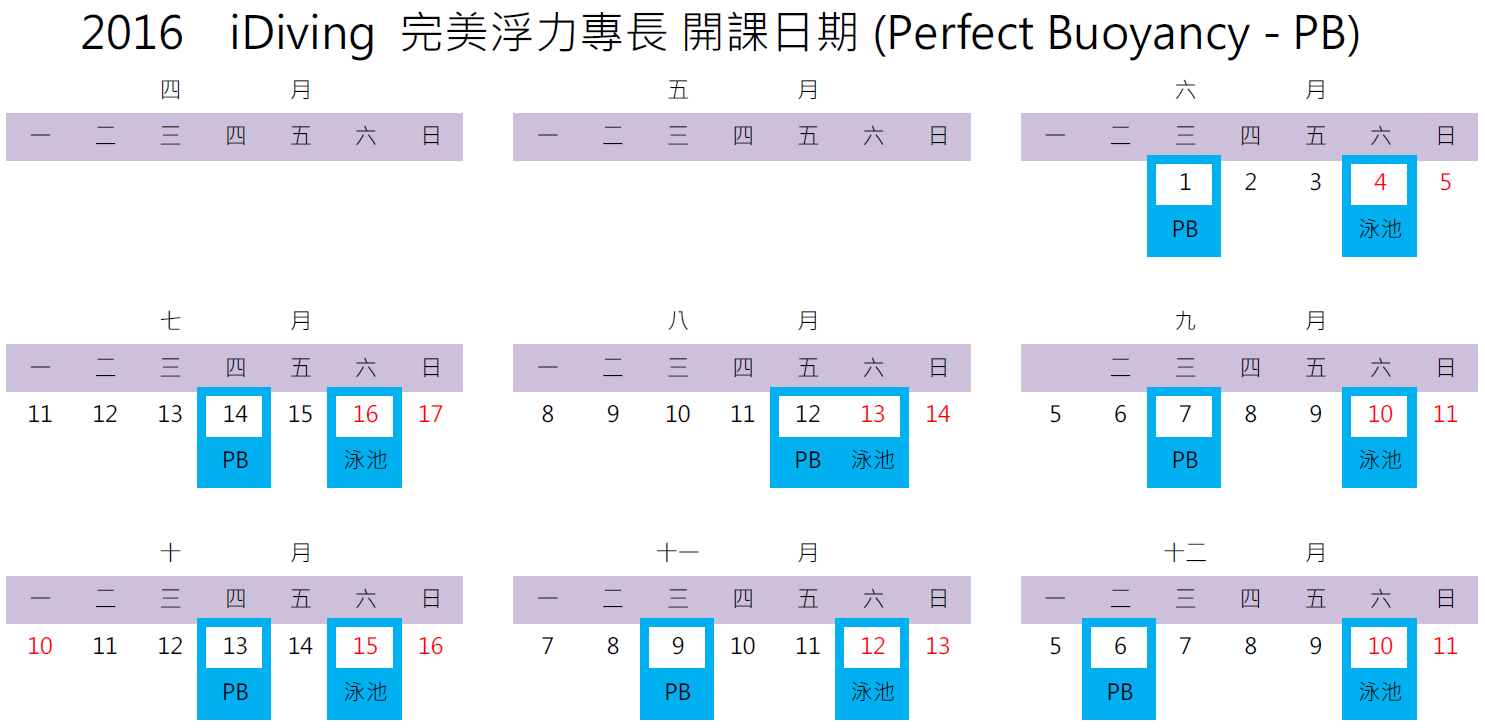 2016 iDiving 完美浮力專長 開課日期 (Perfect Buoyancy - PB)
四 月 五 月 六 月
一 二 三 四 五 六 日 一 二 三 四 五 六 日 一 二 三 四 五 六 日
1 2 3 4 5
PB 泳池
七 月 八 月 九 月
一 二 三 四 五 六 日 一 二 三 四 五 六 日 二 三 四 五 六 日
11 12 13 14 15 16 17 8 9 10 11 12 13 14 5 6 7 8 9 10 11
PB 泳池 PB 泳池 PB 泳池
十 月 十一 月 十二 月
一 二 三 四 五 六 日 一 二 三 四 五 六 日 一 二 三 四 五 六 日
10 11 12 13 14 15 16 7 8 9 10 11 12 13 5 6 7 8 9 10 11
PB 泳池 PB 泳池 PB 泳池